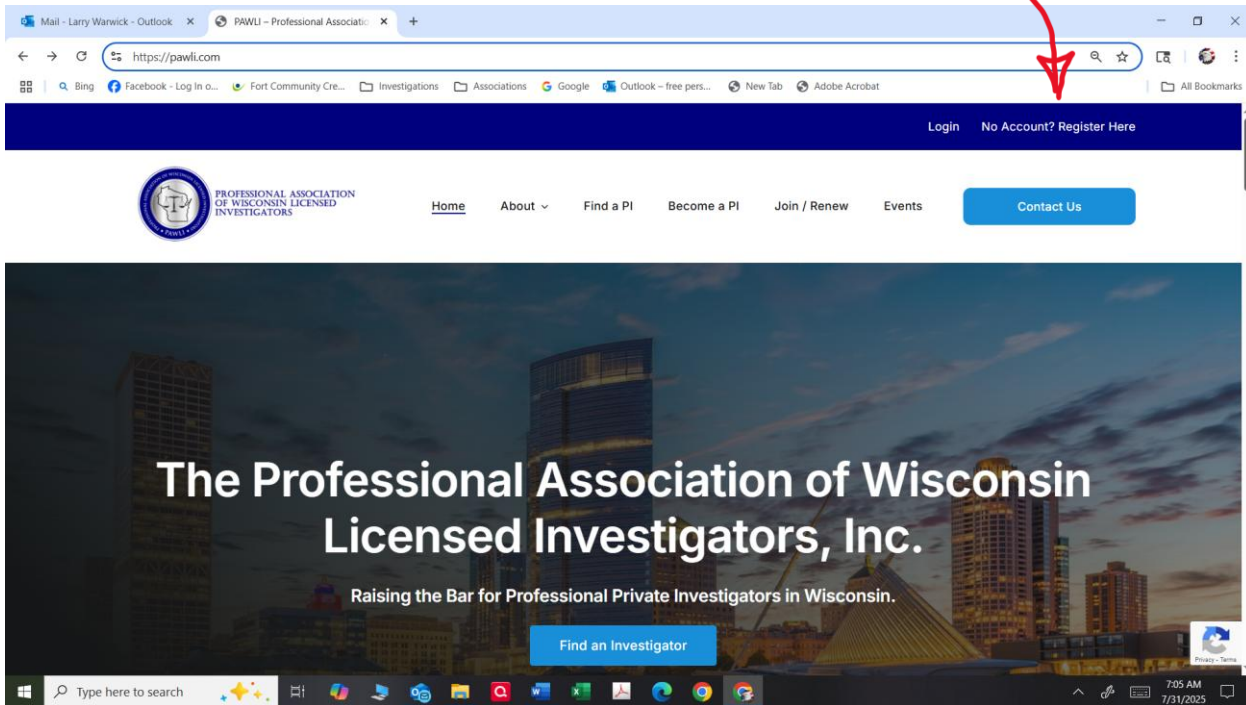 Mail - Larry Warwick - Outlook
PAWLI – Professional Associatio
https://pawli.com
Bing
Facebook - Log In o...
Fort Community Cre...
Investigations
Associations
Google
Outlook – free pers...
New Tab
Adobe Acrobat
All Bookmarks
Login
No Account? Register Here
PROFESSIONAL ASSOCIATION
OF WISCONSIN LICENSED
INVESTIGATORS
Home
About
Find a PI
Become a PI
Join / Renew
Events
Contact Us
The Professional Association of Wisconsin
Licensed Investigators, Inc.
Raising the Bar for Professional Private Investigators in Wisconsin.
Find an Investigator
Privacy - Terms
Type here to search
7:05 AM
7/31/2025